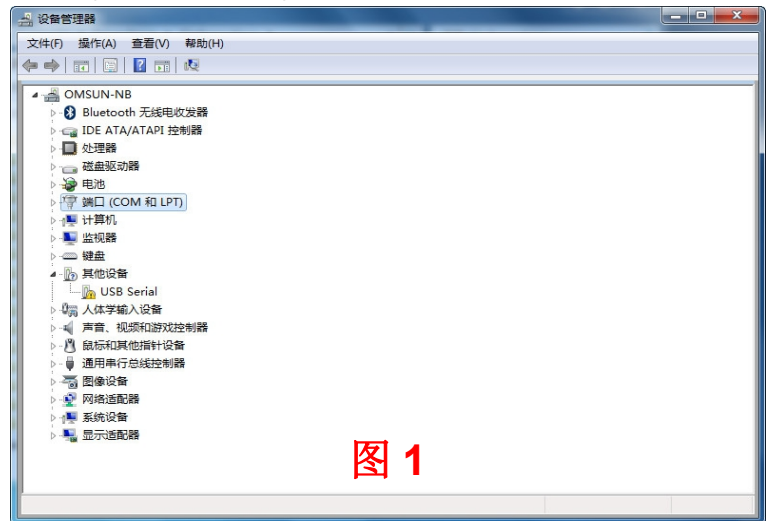 设备管理器
文件(F) 操作(A) 查看(V) 帮助(H)
OMSUN-NB
Bluetooth 无线电收发器
IDE ATA/ATAPI 控制器
处理器
磁盘驱动器
电池
端口 (COM 和 LPT)
计算机
监视器
键盘
其他设备
USB Serial
人体学输入设备
声音、视频和游戏控制器
鼠标和其他指针设备
通用串行总线控制器
图像设备
网络适配器
系统设备
显示适配器
图 1